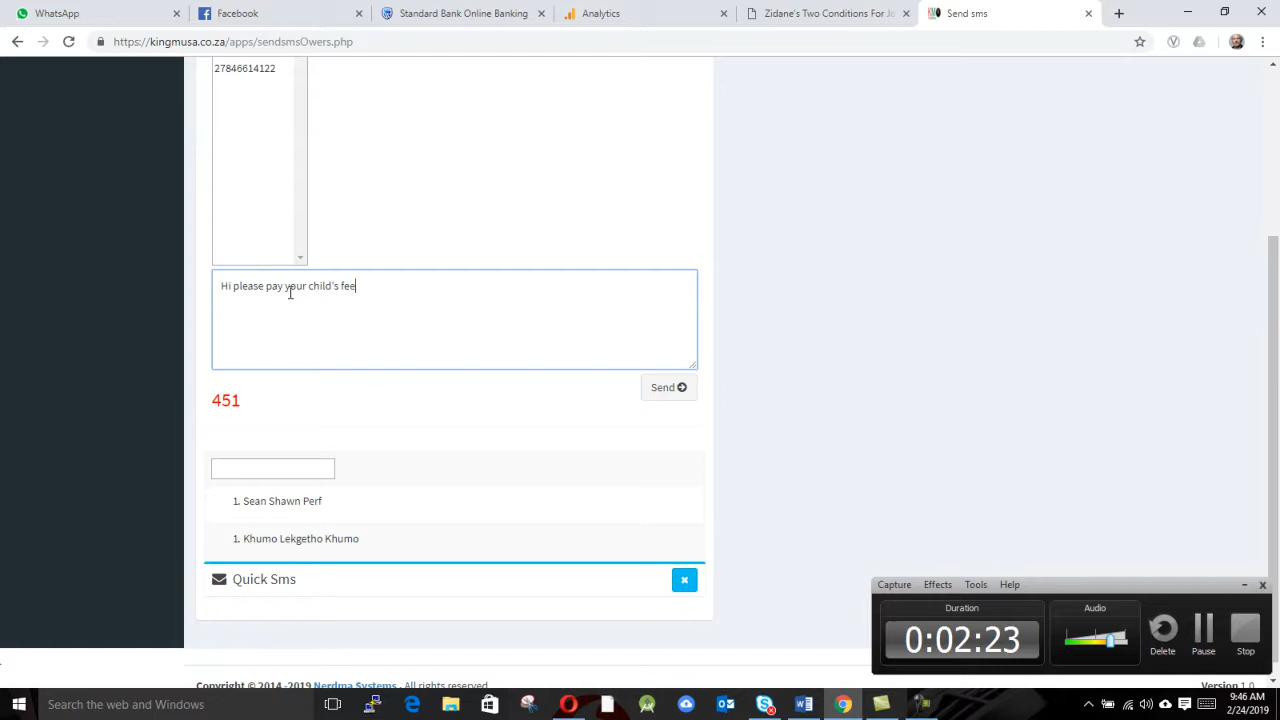 WhatsApp
Facebook
Standard Bank Online Banking
Analytics
Zidane's Two Conditions For Jo
Send sms
https://kingmusa.co.za/apps/sendsmsOwers.php
27846614122
Hi please pay your child's fee
Send
451
1. Sean Shawn Perf
1. Khumo Lekgetho Khumo
Quick Sms
Copyright © 2014 -2019 Nerdma Systems . All rights reserved.
Version 1.0
Capture Effects Tools Help
Duration
Audio
0:02:23
Delete
Pause
Stop
Search the web and Windows
9:46 AM
2/24/2019